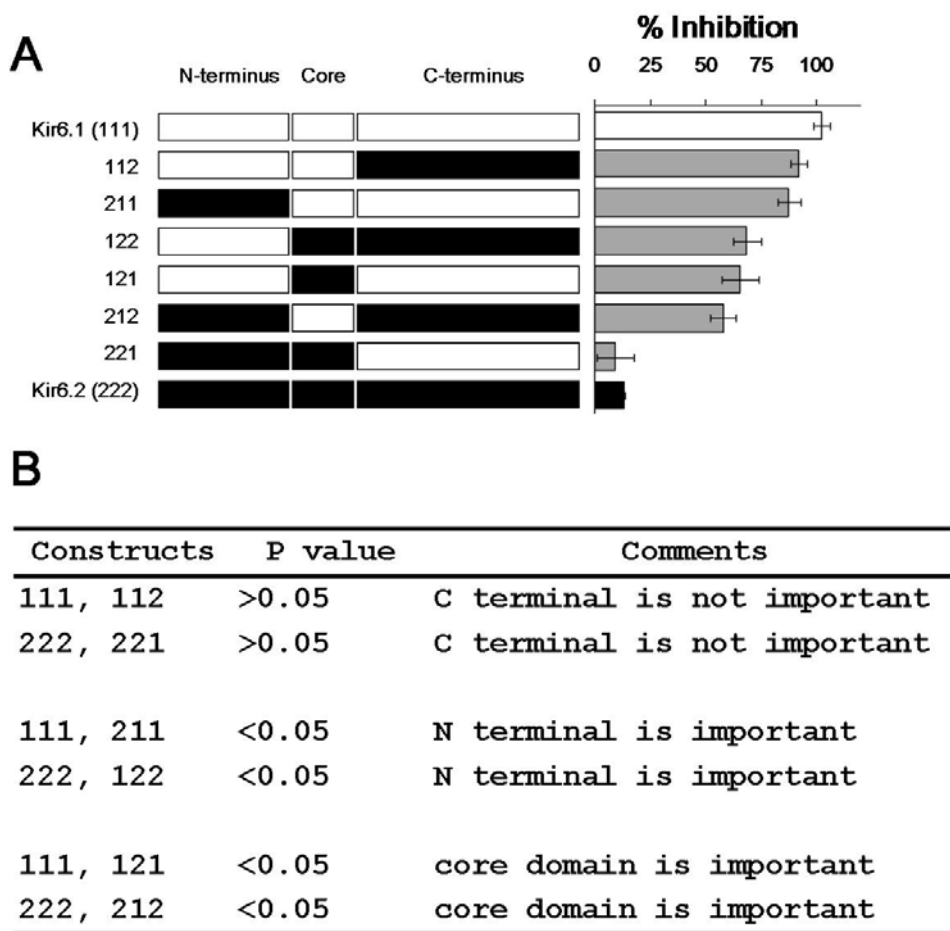 A
% Inhibition
N-terminus Core C-terminus
0 25 50 75 100
Kir6.1 (111)
112
211
122
121
212
221
Kir6.2 (222)
B
Constructs P value Comments
111, 112 >0.05 C terminal is not important
222, 221 >0.05 C terminal is not important
111, 211 <0.05 N terminal is important
222, 122 <0.05 N terminal is important
111, 121 <0.05 core domain is important
222, 212 <0.05 core domain is important